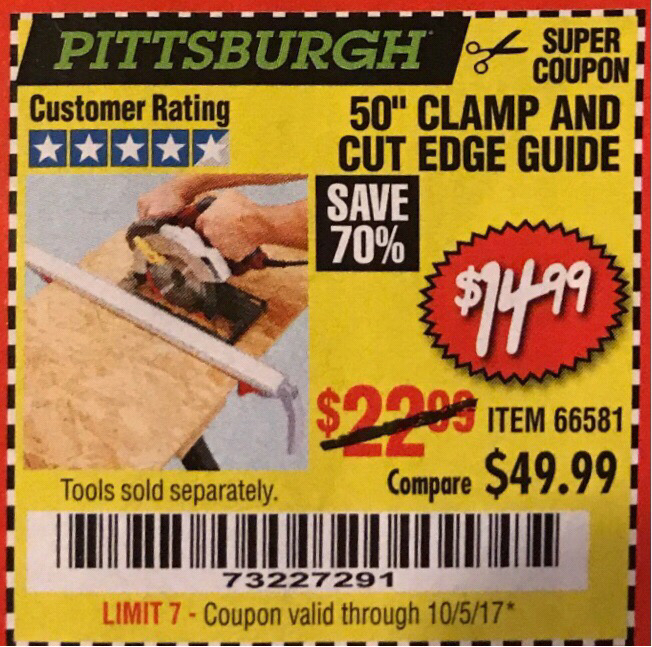 PITTSBURGH
SUPER
COUPON
Customer Rating
50" CLAMP AND
CUT EDGE GUIDE
SAVE
70%
$14.99
$22.99
ITEM 66581
Compare $49.99
Tools sold separately.
73227291
LIMIT 7 - Coupon valid through 10/5/17*